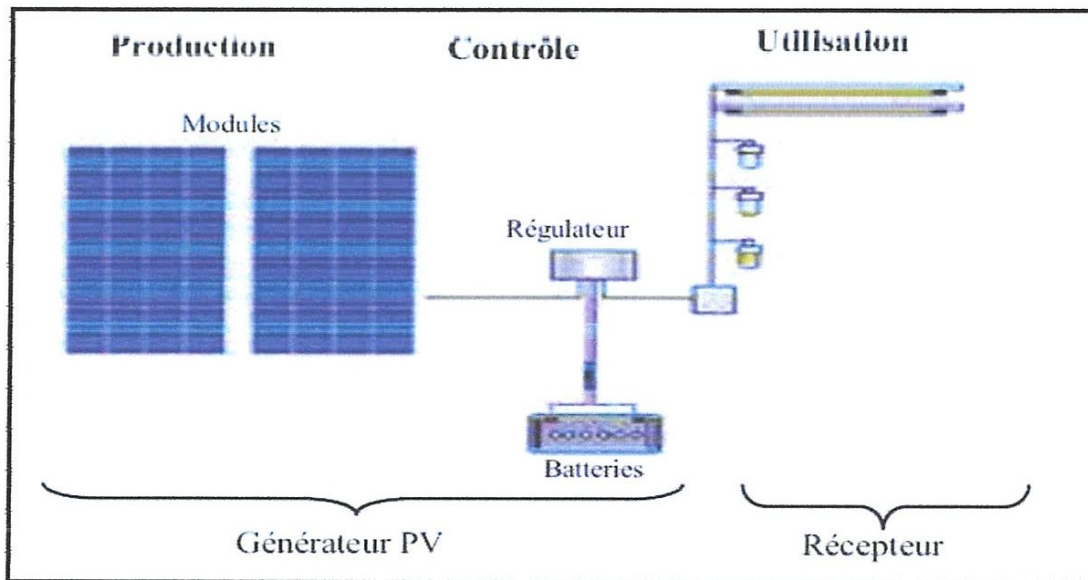 Production Contrôle Utilisation
Modules
Régulateur
Batteries
Générateur PV Récepteur